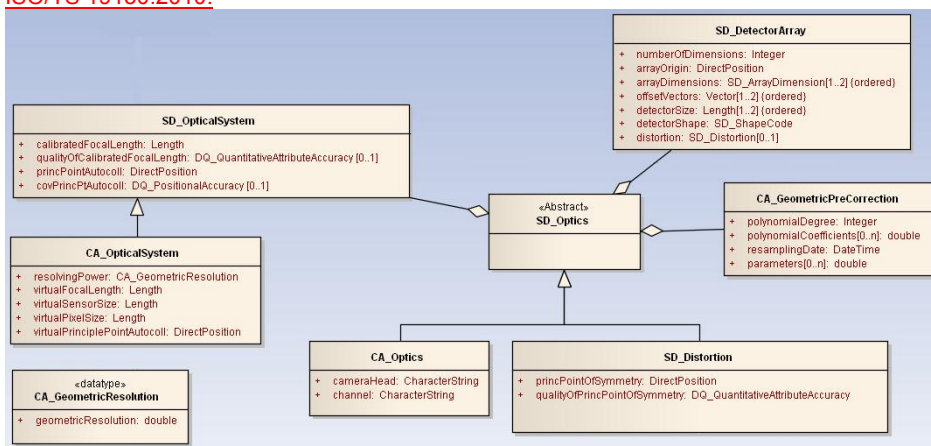 ISO/TS 19130:2010.
SD_DetectorArray
+ numberOfDimensions: Integer
+ arrayOrigin: DirectPosition
+ arrayDimensions: SD_ArrayDimension[1..2] {ordered}
+ offsetVectors: Vector[1..2] {ordered}
+ detectorSize: Length[1..2] {ordered}
+ detectorShape: SD_ShapeCode
+ distortion: SD_Distortion[0..1]
SD_OpticalSystem
+ calibratedFocalLength: Length
+ qualityOfCalibratedFocalLength: DQ_QuantitativeAttributeAccuracy [0..1]
+ princPointAutocoll: DirectPosition
+ covPrincPtAutocoll: DQ_PositionalAccuracy [0..1]
«Abstract»
SD_Optics
CA_GeometricPreCorrection
+ polynomialDegree: Integer
+ polynomialCoefficients[0..n]: double
+ resamplingDate: DateTime
+ parameters[0..n]: double
CA_OpticalSystem
+ resolvingPower: CA_GeometricResolution
+ virtualFocalLength: Length
+ virtualSensorSize: Length
+ virtualPixelSize: Length
+ virtualPrinciplePointAutocoll: DirectPosition
CA_Optics
+ cameraHead: CharacterString
+ channel: CharacterString
SD_Distortion
+ princPointOfSymmetry: DirectPosition
+ qualityOfPrincPointOfSymmetry: DQ_QuantitativeAttributeAccuracy
«datatype»
CA_GeometricResolution
+ geometricResolution: double